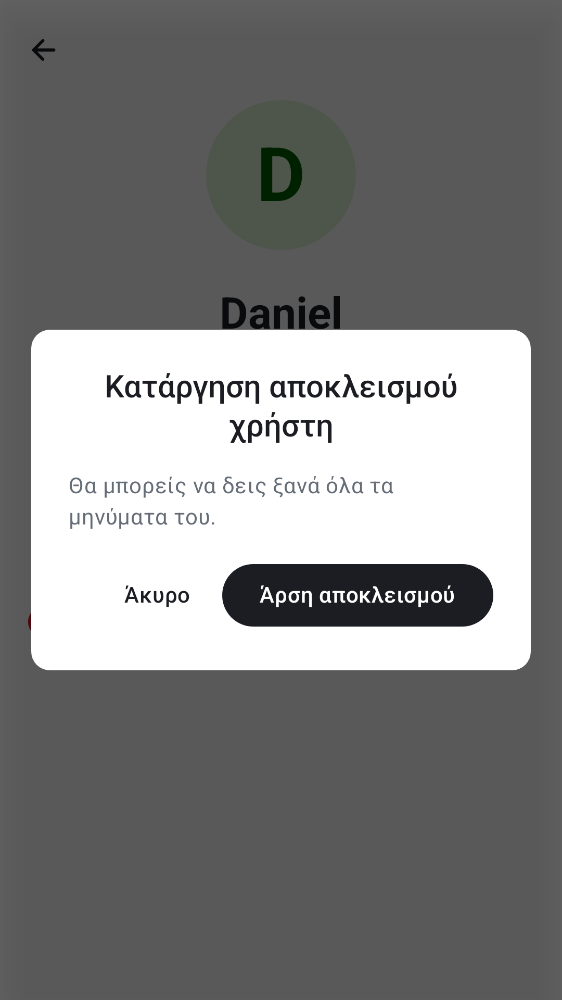 D
Daniel
Κατάργηση αποκλεισμού
χρήστη
Θα μπορείς να δεις ξανά όλα τα
μηνύματα του.
Άκυρο
Άρση αποκλεισμού